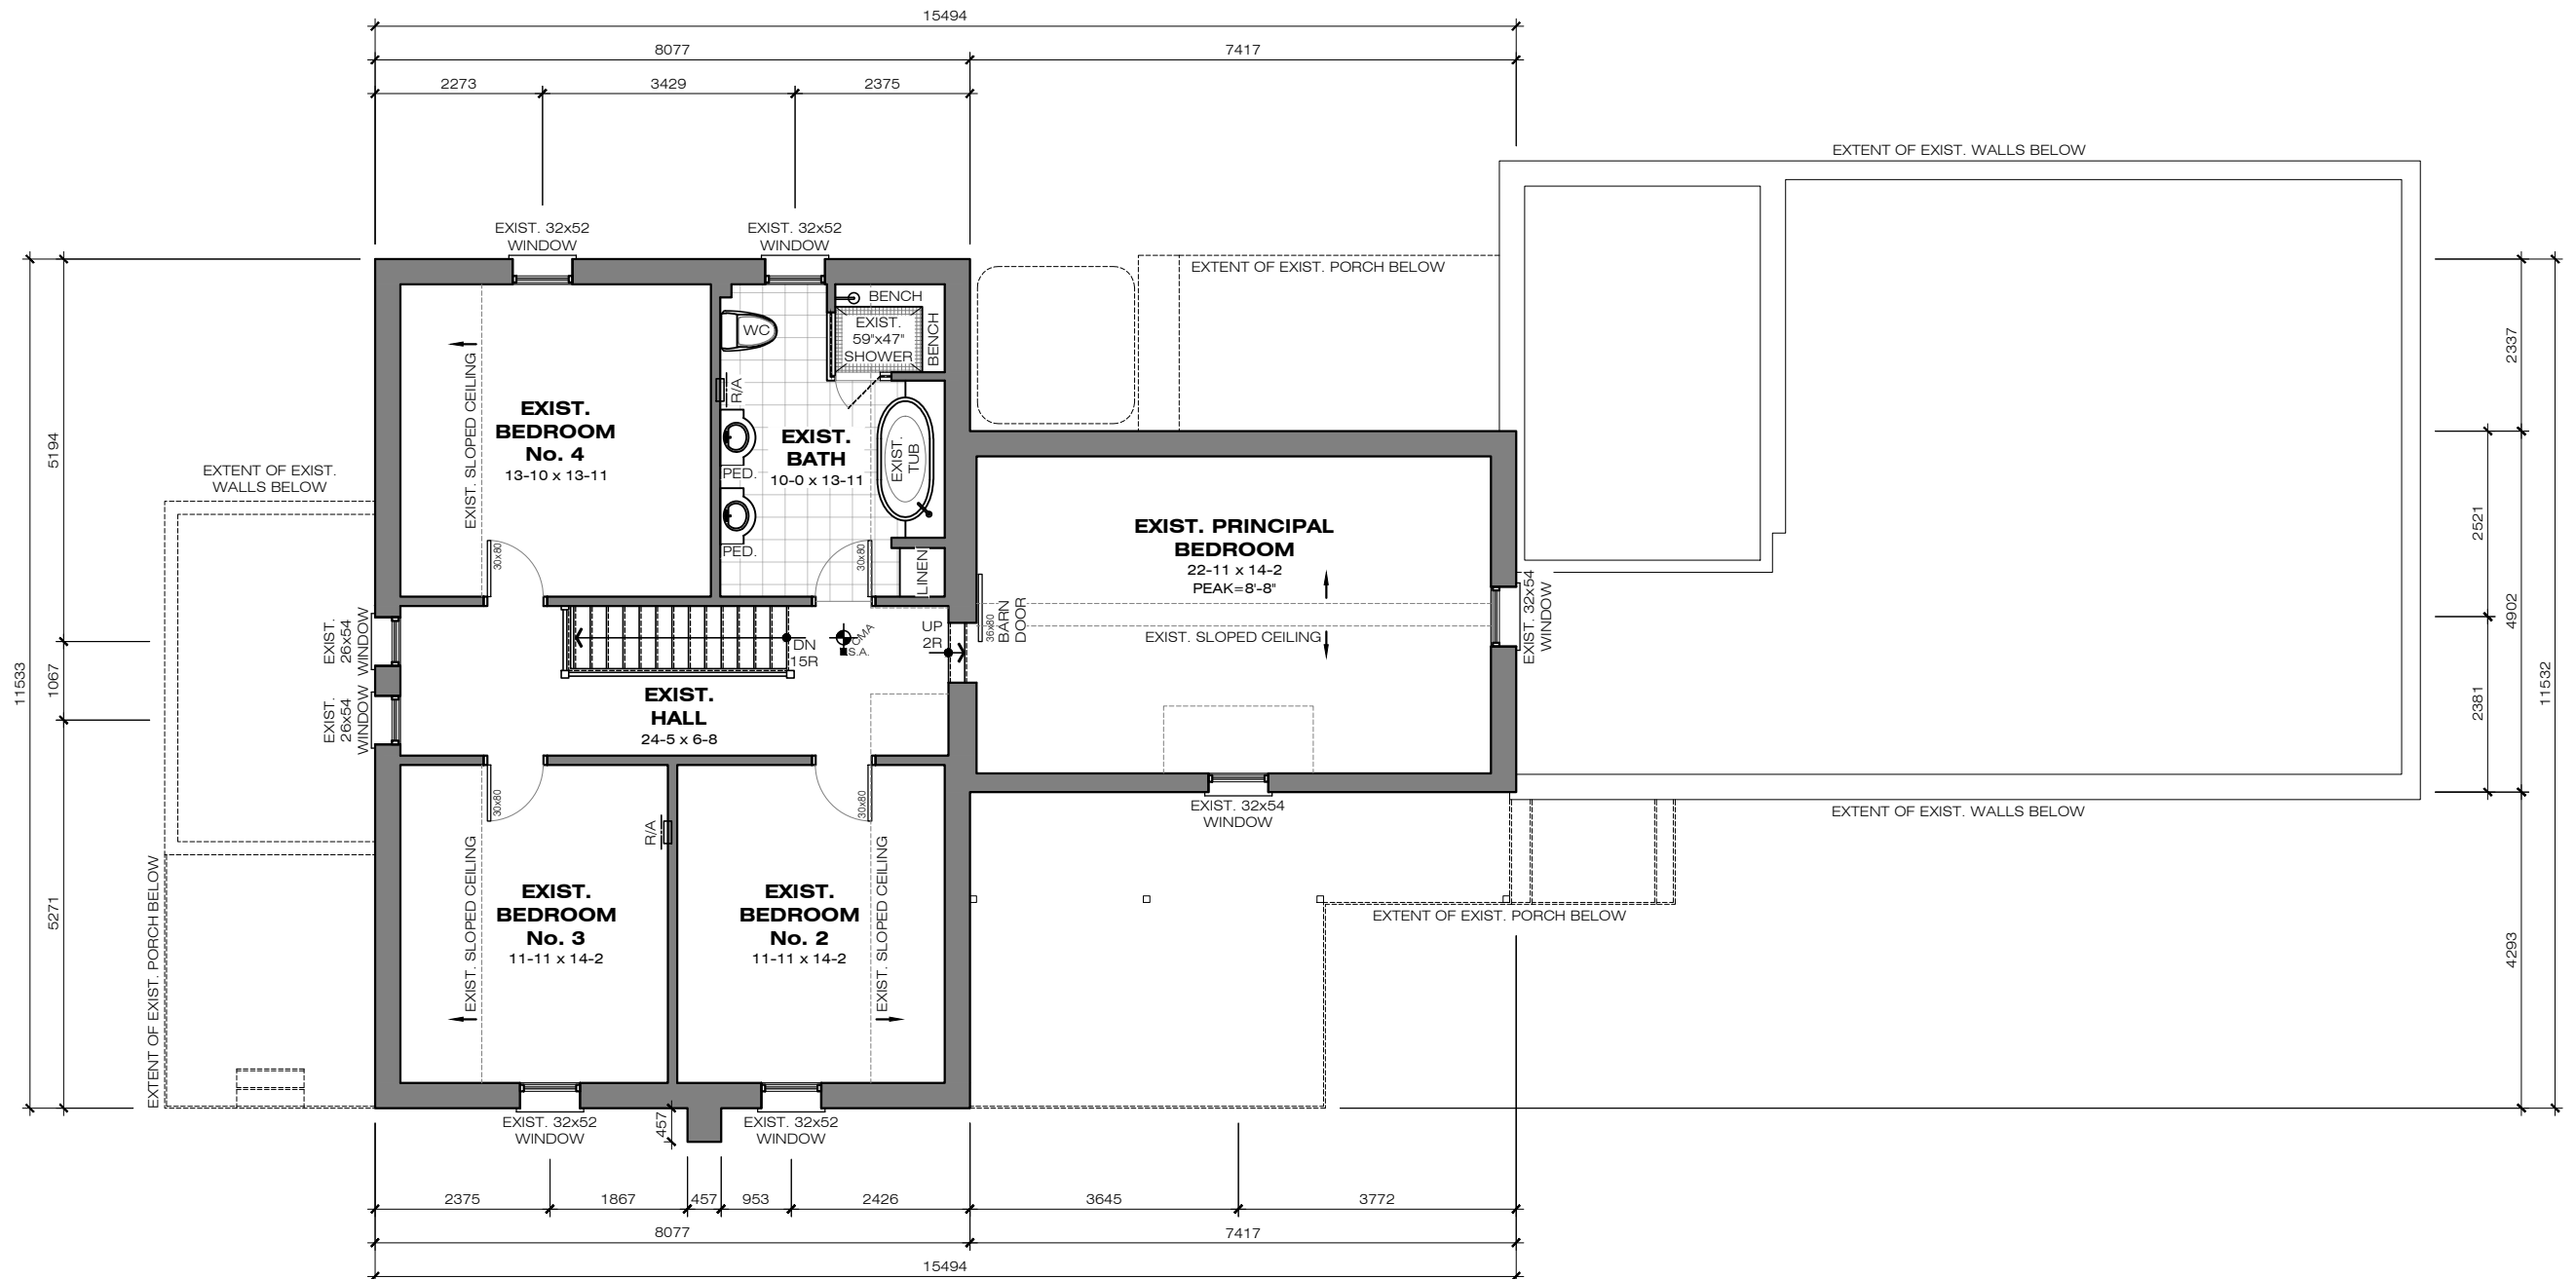 15494
8077
7417
2273
3429
2375
EXTENT OF EXIST. WALLS BELOW
EXIST. 32x52
WINDOW
EXIST. 32x52
WINDOW
EXTENT OF EXIST. PORCH BELOW
BENCH
BENCH
WC
EXIST.
59"x47"
SHOWER
R/A
EXIST. SLOPED CEILING
EXIST.
BEDROOM
No. 4
13-10 x 13-11
EXIST.
BATH
10-0 x 13-11
PED.
PED.
EXIST.
TUB
LINEN
30x80
30x80
5194
11533
1067
5271
EXTENT OF EXIST.
WALLS BELOW
EXIST.
26x54
WINDOW
EXIST.
26x54
WINDOW
DN
15R
CMA
S.A.
UP
2R
36x80
BARN
DOOR
EXIST. PRINCIPAL
BEDROOM
22-11 x 14-2
PEAK=8'-8"
EXIST. SLOPED CEILING
EXIST. 32x54
WINDOW
2337
2521
4902
2381
11532
4293
EXIST.
HALL
24-5 x 6-8
30x80
30x80
R/A
EXIST. 32x54
WINDOW
EXTENT OF EXIST. WALLS BELOW
EXTENT OF EXIST. PORCH BELOW
EXTENT OF EXIST. PORCH BELOW
EXIST. SLOPED CEILING
EXIST.
BEDROOM
No. 3
11-11 x 14-2
EXIST.
BEDROOM
No. 2
11-11 x 14-2
EXIST. SLOPED CEILING
EXIST. 32x52
WINDOW
457
EXIST. 32x52
WINDOW
2375
1867
457
953
2426
3645
3772
8077
7417
15494